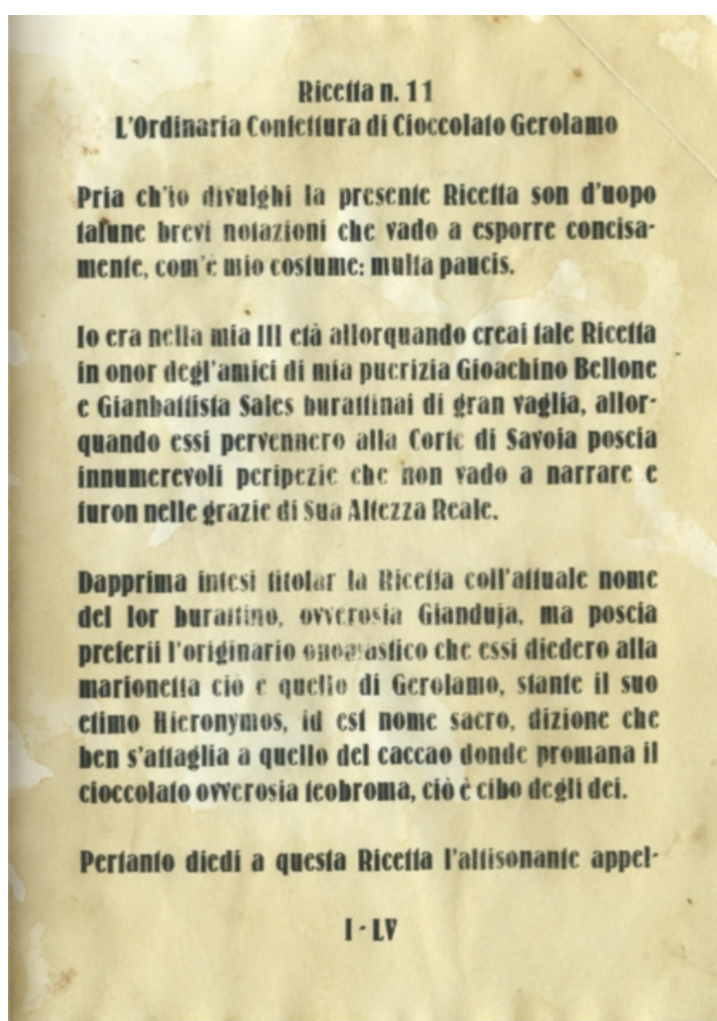 Ricetta n. 11
L'Ordinaria Confettura di Cioccolato Gerolamo
Pria ch'io divulghi la presente Ricetta son d'uopo
talune brevi notazioni che vado a esporre concisa-
mente, com'è mio costume: multa paucis.
Io era nella mia III età allorquando creai tale Ricetta
in onor degl'amici di mia puerizia Gioachino Bellone
e Gianbattista Sales burattinai di gran vaglia, allor-
quando essi pervennero alla Corte di Savoia poscia
innumerevoli peripezie che non vado a narrare e
furon nelle grazie di Sua Altezza Reale.
Dapprima intesi titolar la Ricetta coll'attuale nome
del lor burattino, ovverosia Gianduja, ma poscia
preferii l'originario onomastico che essi diedero alla
marionetta ciò è quello di Gerolamo, stante il suo
etimo Hieronymos, id est nome sacro, dizione che
ben s'attaglia a quello del caccao donde promana il
cioccolato ovverosia teobroma, ciò è cibo degli dei.
Pertanto diedi a questa Ricetta l'altisonante appel-
I - LV